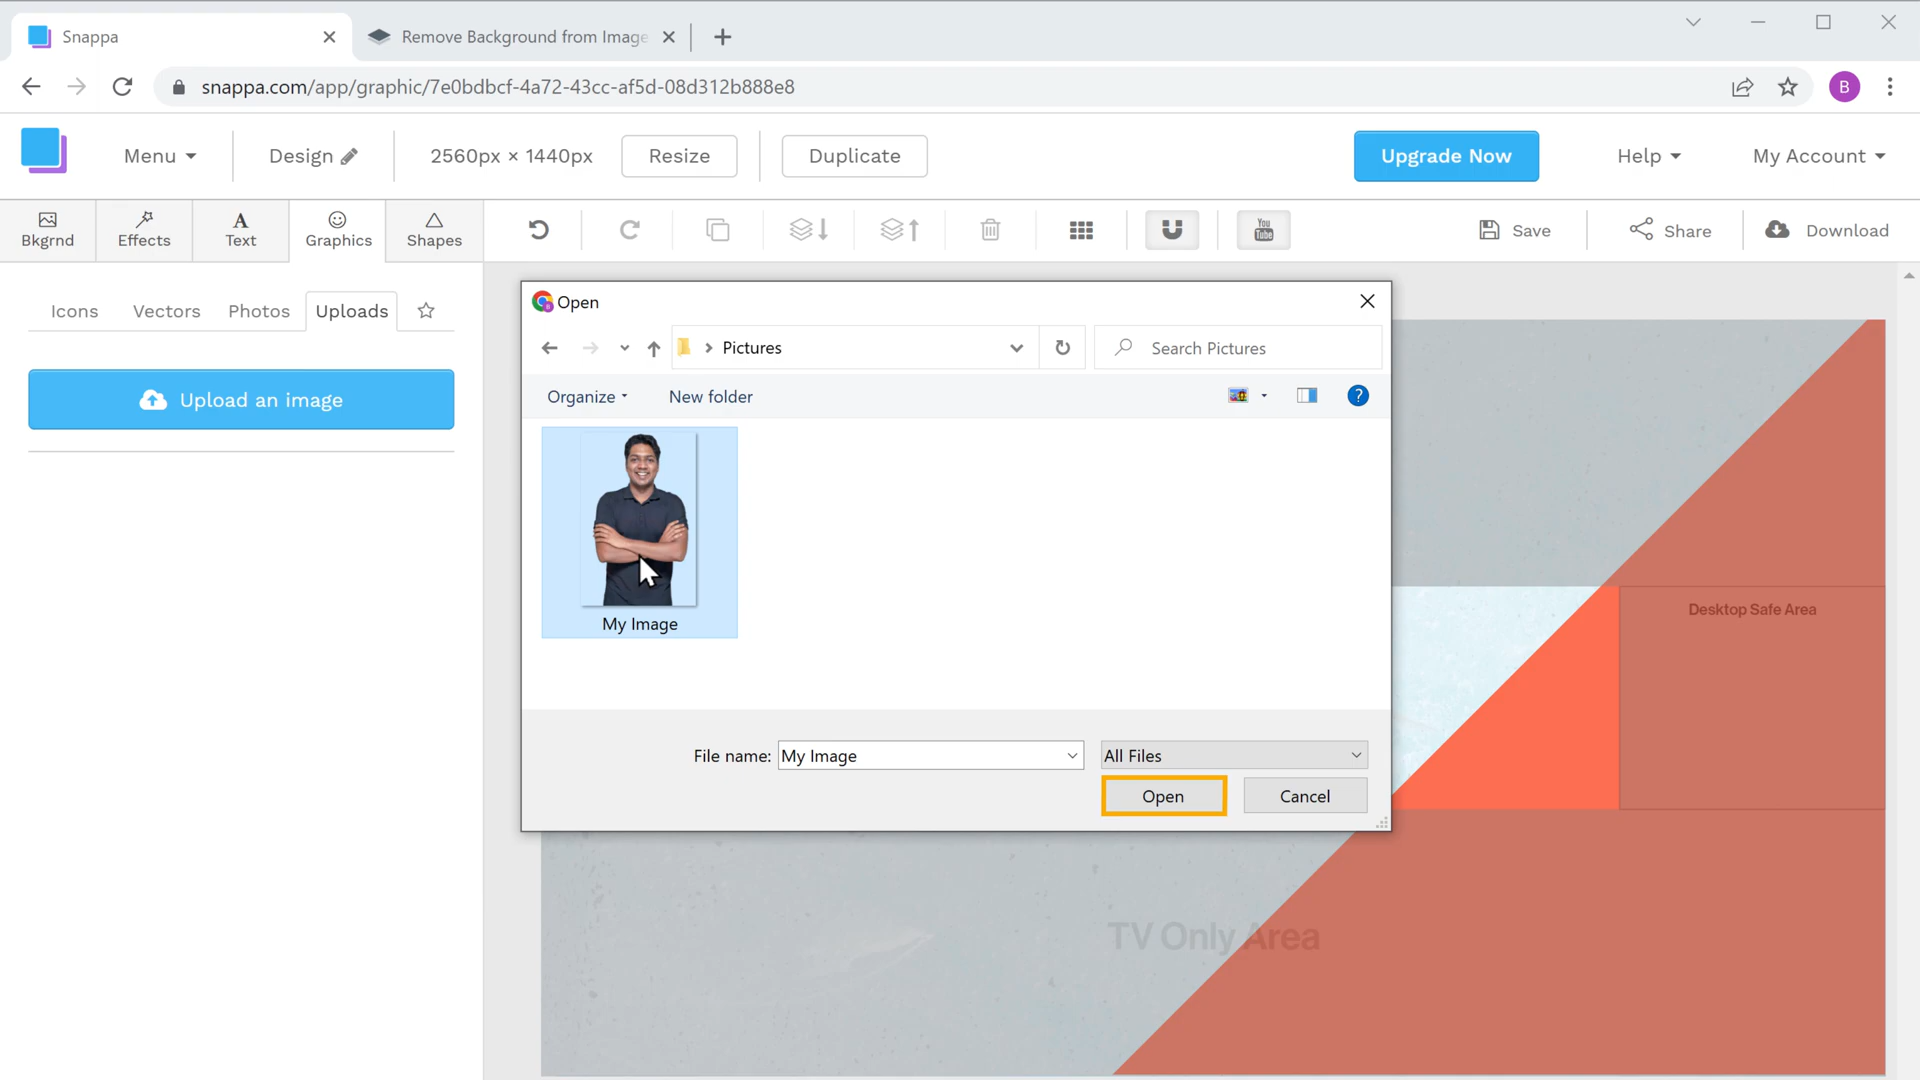 Snappa
Remove Background from Image
snappa.com/app/graphic/7e0bdbcf-4a72-43cc-af5d-08d312b888e8
B
Menu
Design
2560px × 1440px
Resize
Duplicate
Upgrade Now
Help
My Account
Bkgrnd
Effects
A
Text
Graphics
Shapes
You
Tube
Save
Share
Download
Icons
Vectors
Photos
Uploads
Upload an image
Open
Pictures
Search Pictures
Organize
New folder
?
My Image
File name:
My Image
All Files
Open
Cancel
Desktop Safe Area
TV Only Area